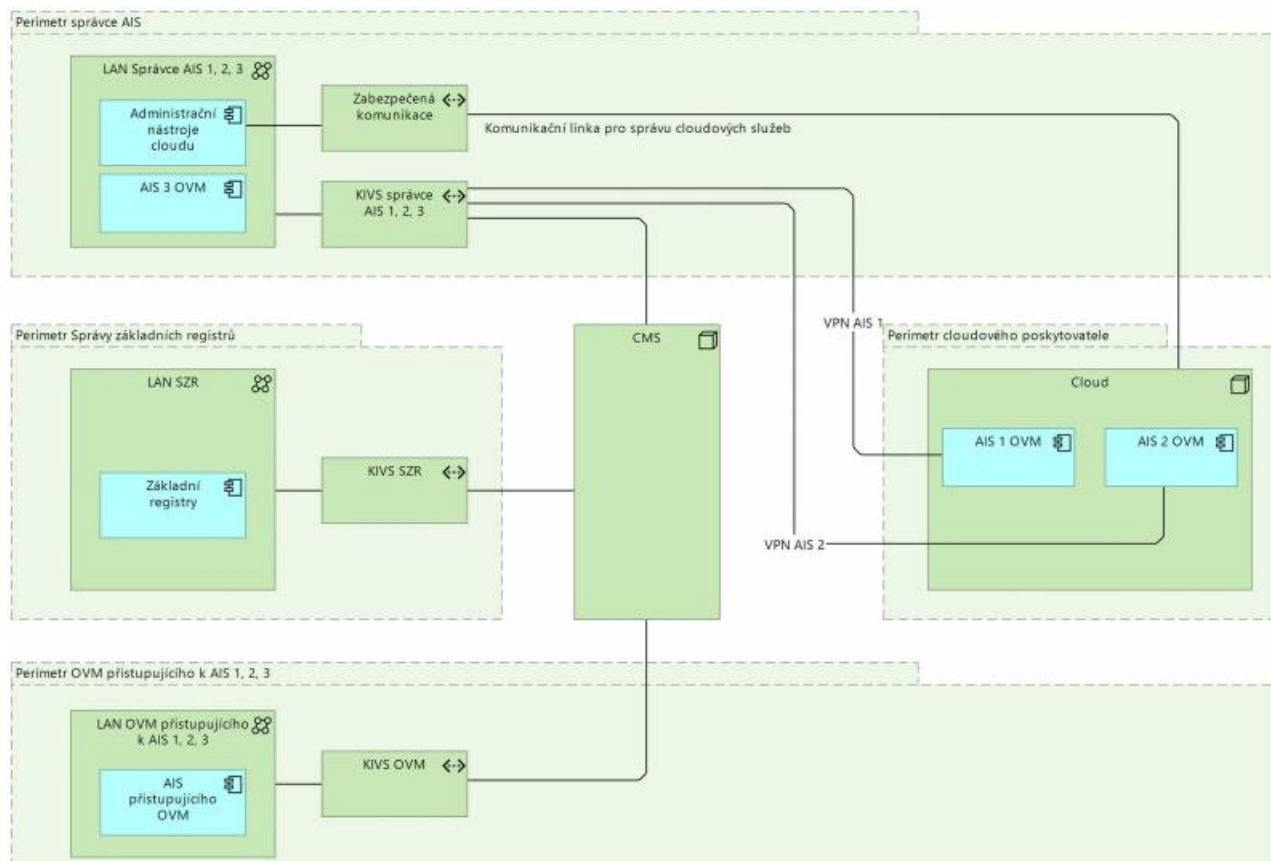 Perimetr správce AIS
LAN Správce AIS 1, 2, 3
Administrační
nástroje
cloudu
AIS 3 OVM
Zabezpečená
komunikace
Komunikační linka pro správu cloudových služeb
KIVS správce
AIS 1, 2, 3
Perimetr Správy základních registrů
LAN SZR
Základní
registry
KIVS SZR
CMS
VPN AIS 1
VPN AIS 2
Perimetr cloudového poskytovatele
Cloud
AIS 1 OVM
AIS 2 OVM
Perimetr OVM přistupujícího k AIS 1, 2, 3
LAN OVM přistupujícího
k AIS 1, 2, 3
AIS
přistupujícího
OVM
KIVS OVM